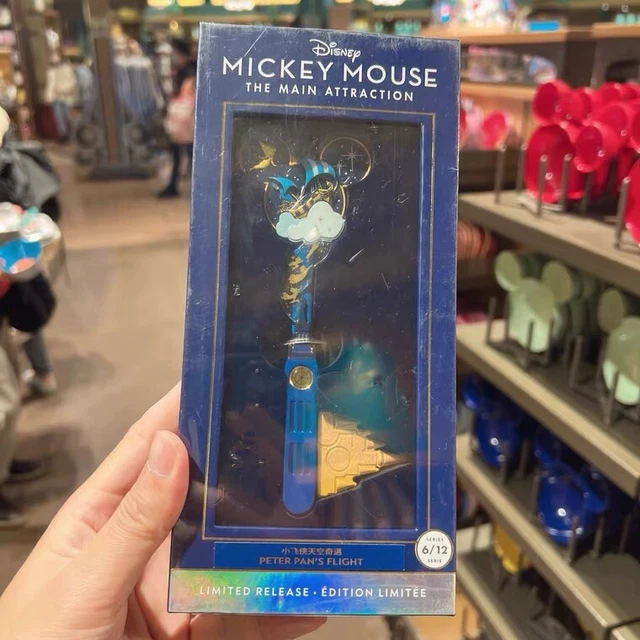 Disney
MICKEY MOUSE
THE MAIN ATTRACTION
小飞侠天空奇遇
PETER PAN'S FLIGHT
SERIES
6/12
SERIE
LIMITED RELEASE · ÉDITION LIMITÉE